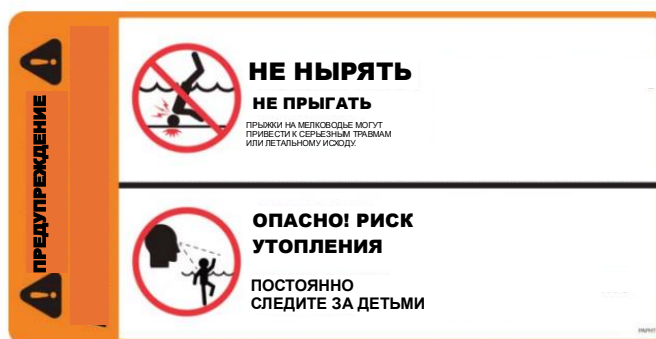 ПРЕДУПРЕЖДЕНИЕ
НЕ НЫРЯТЬ
НЕ ПРЫГАТЬ
ПРЫЖКИ НА МЕЛКОВОДЬЕ МОГУТ
ПРИВЕСТИ К СЕРЬЕЗНЫМ ТРАВМАМ
ИЛИ ЛЕТАЛЬНОМУ ИСХОДУ.
ОПАСНО! РИСК
УТОПЛЕНИЯ
ПОСТОЯННО
СЛЕДИТЕ ЗА ДЕТЬМИ